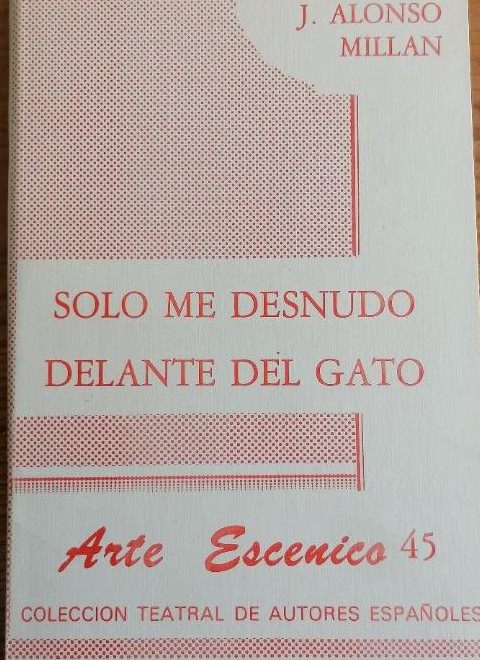 J. ALONSO
MILLAN
SOLO ME DESNUDO
DELANTE DEL GATO
Arte Escenico 45
COLECCION TEATRAL DE AUTORES ESPAÑOLES